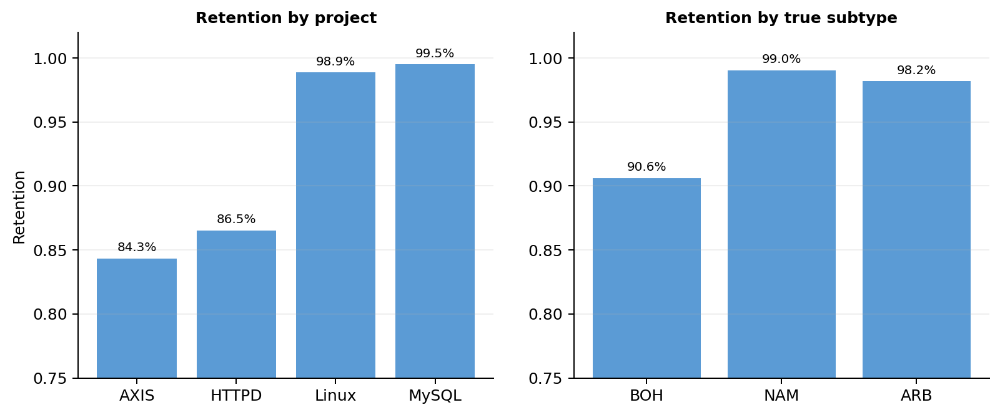 Retention by project
Retention
1.00
0.95
0.90
0.85
0.80
0.75
84.3%
86.5%
98.9%
99.5%
AXIS
HTTPD
Linux
MySQL
Retention by true subtype
1.00
0.95
0.90
0.85
0.80
0.75
90.6%
99.0%
98.2%
BOH
NAM
ARB